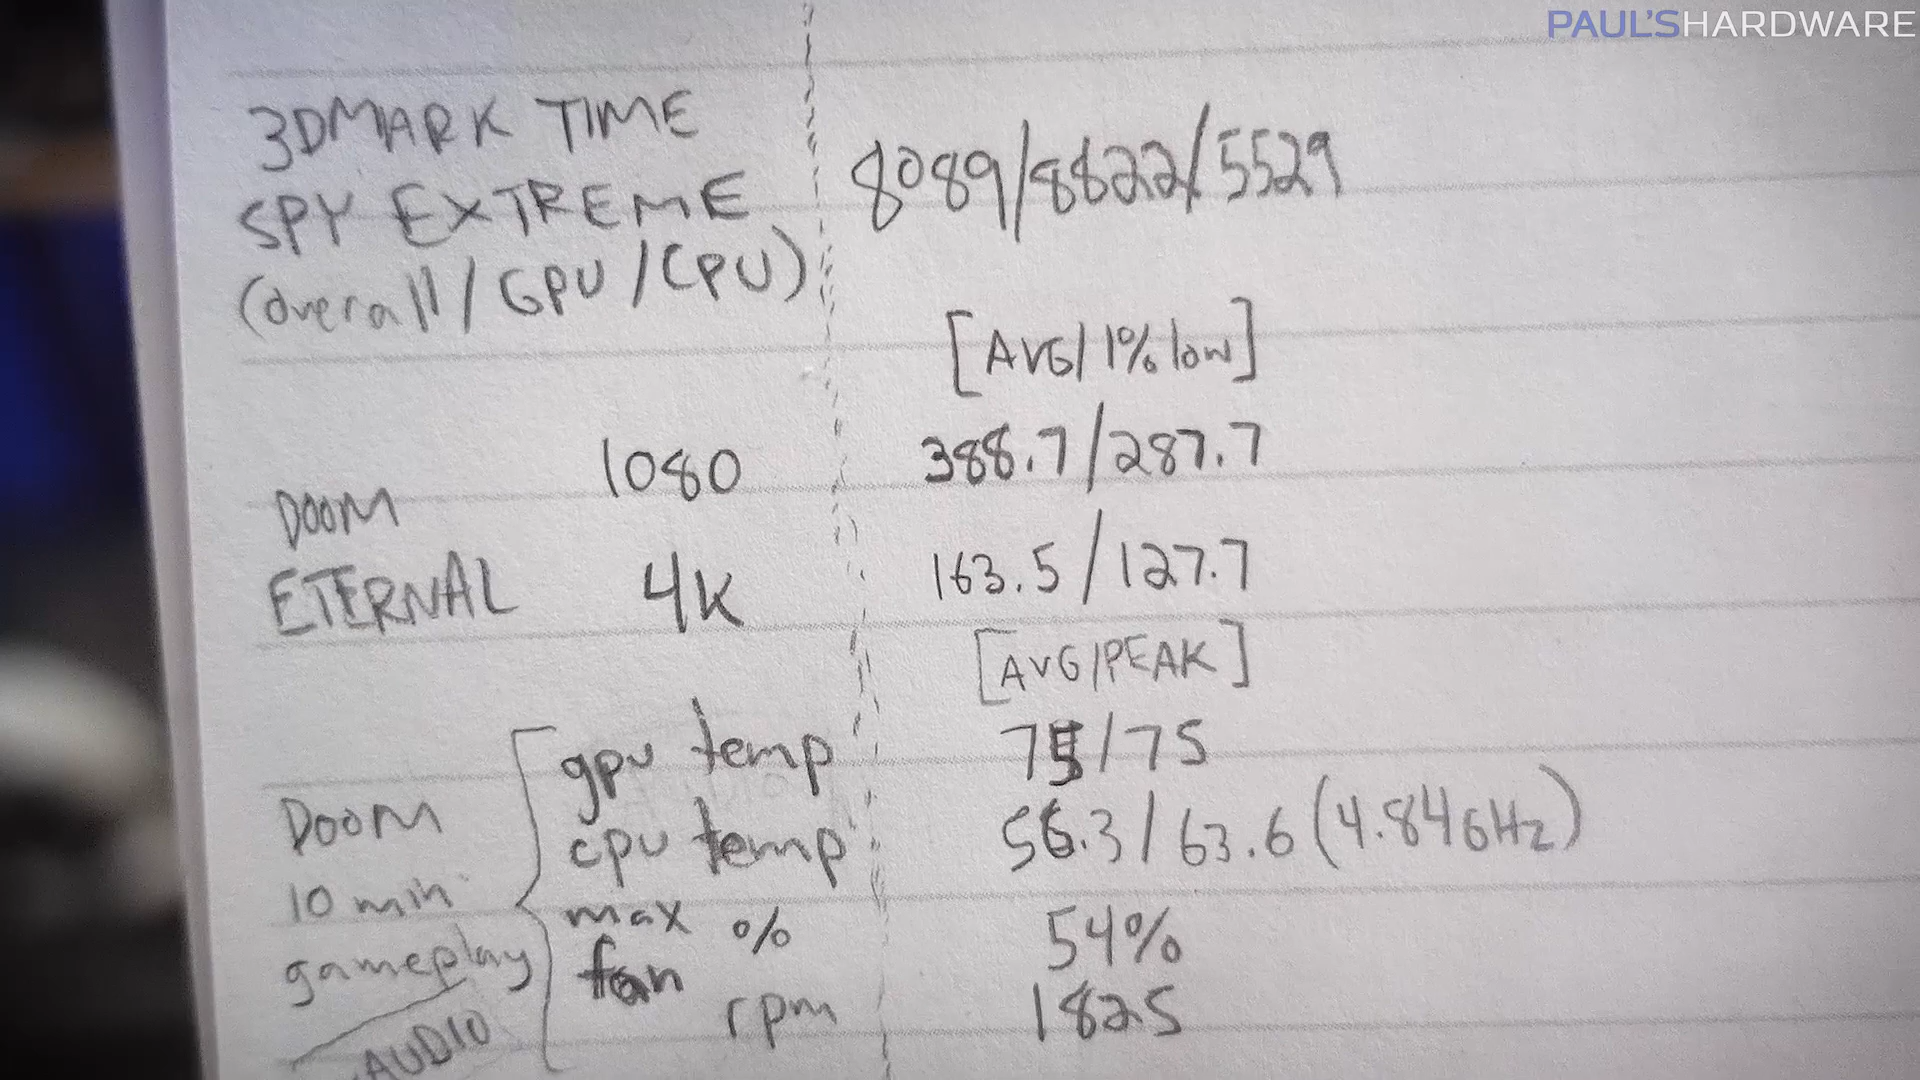 PAUL'SHARDWARE
3DMARK TIME
SPY EXTREME
(overall/GPU/CPU)
8089/8822/5529
[AVG/1% low]
1080 388.7/287.7
DOOM
ETERNAL 4K 163.5/127.7
[AVG/PEAK]
gpu temp 75/75
DOOM
10 min
gameplay
AUDIO
cpu temp 56.3/63.6 (4.84GHz)
max % 54%
fan
rpm 1825